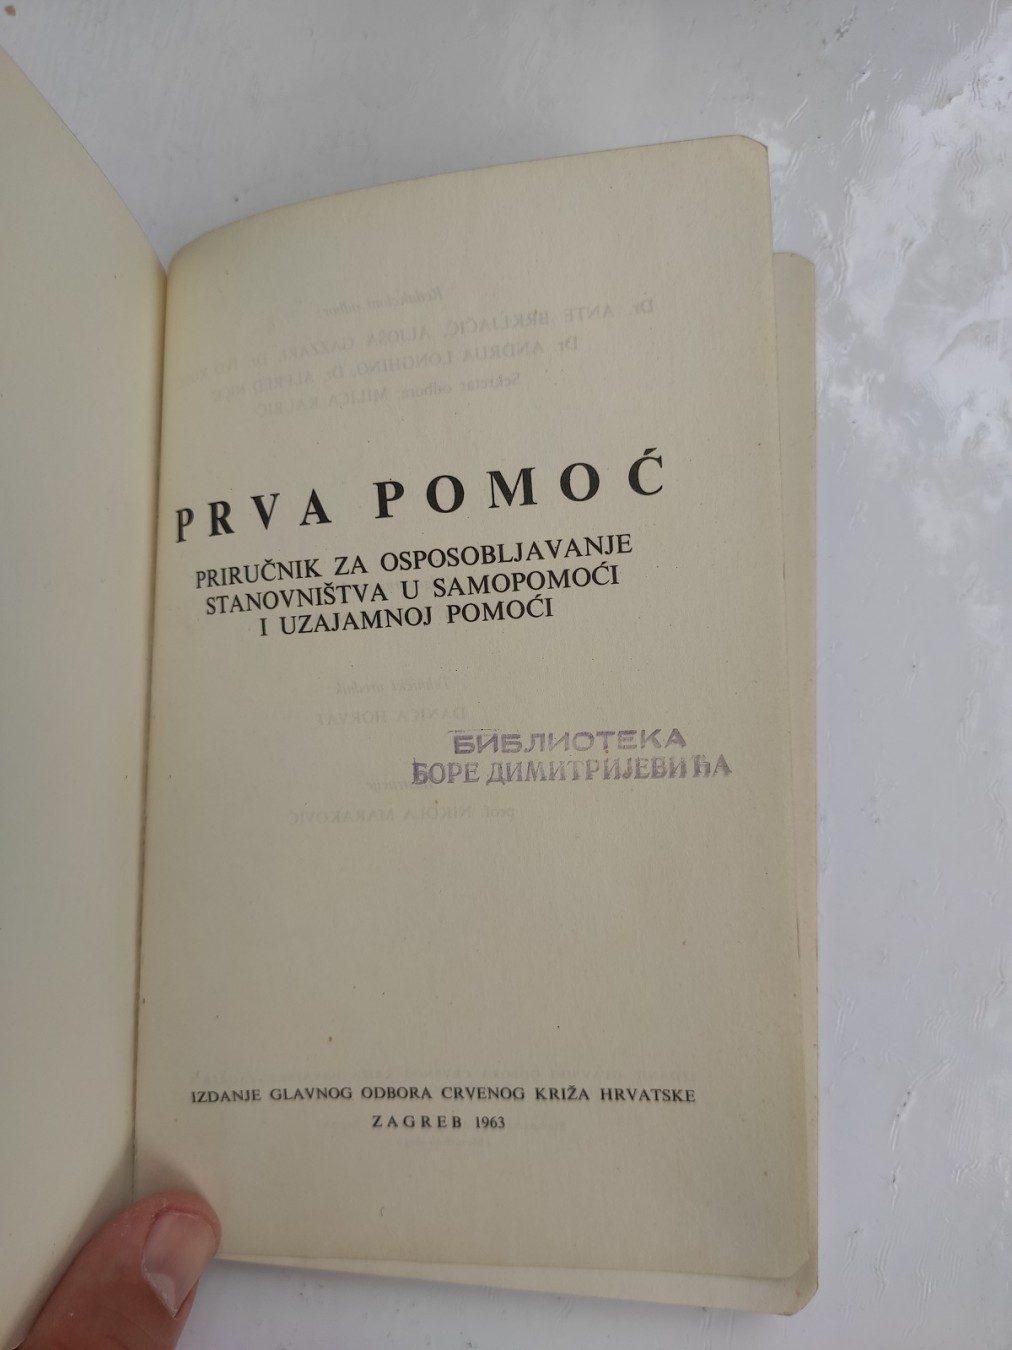 PRVA POMOĆ
PRIRUČNIK ZA OSPOSOBLJAVANJE
STANOVNIŠTVA U SAMOPOMOĆI
I UZAJAMNOJ POMOĆI
БИБЛИОТЕКА
БОРЕ ДИМИТРИЈЕВИЋА
IZDANJE GLAVNOG ODBORA CRVENOG KRIŽA HRVATSKE
ZAGREB 1963